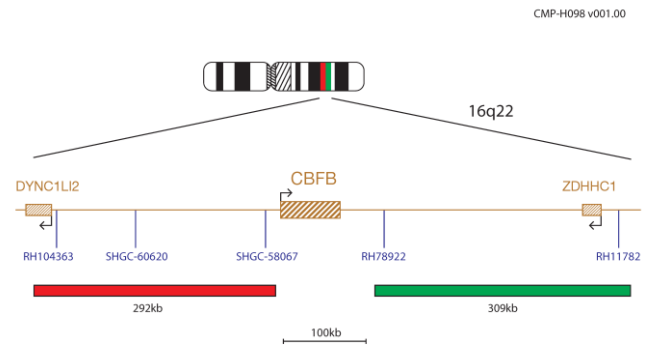 CMP-H098 v001.00
16q22
DYNC1LI2
CBFB
ZDHHC1
RH104363
SHGC-60620
SHGC-58067
RH78922
RH11782
292kb
309kb
100kb